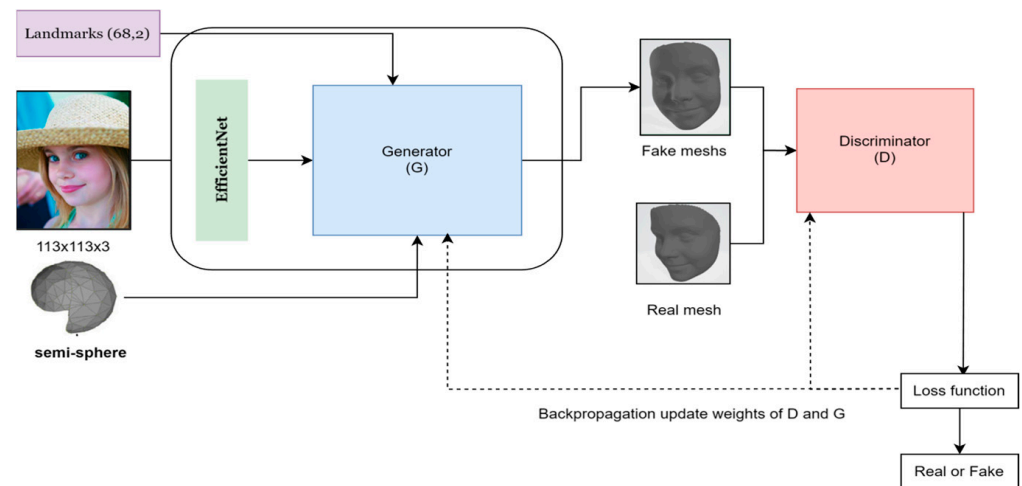 Landmarks (68,2)
EfficientNet
Generator
(G)
Fake meshs
Discriminator
(D)
113x113x3
semi-sphere
Real mesh
Loss function
Backpropagation update weights of D and G
Real or Fake